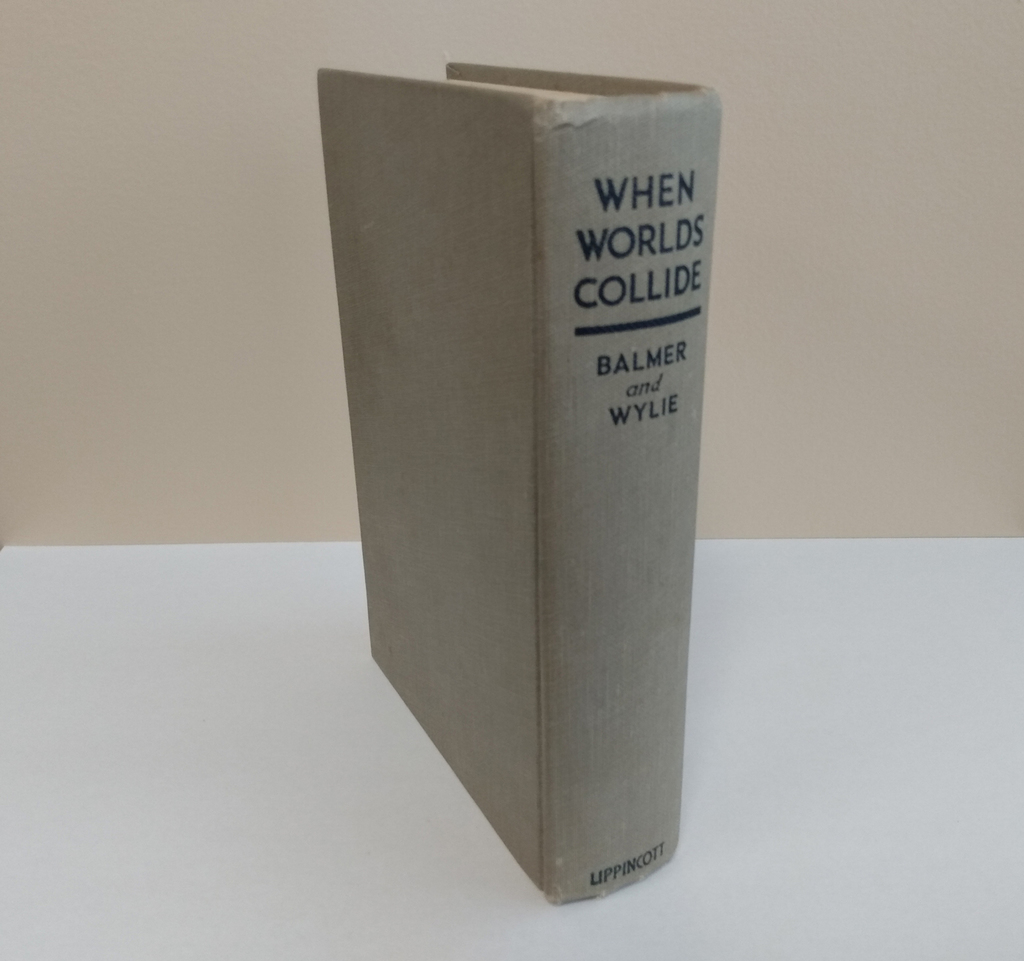 WHEN
WORLDS
COLLIDE
BALMER
and
WYLIE
LIPPINCOTT